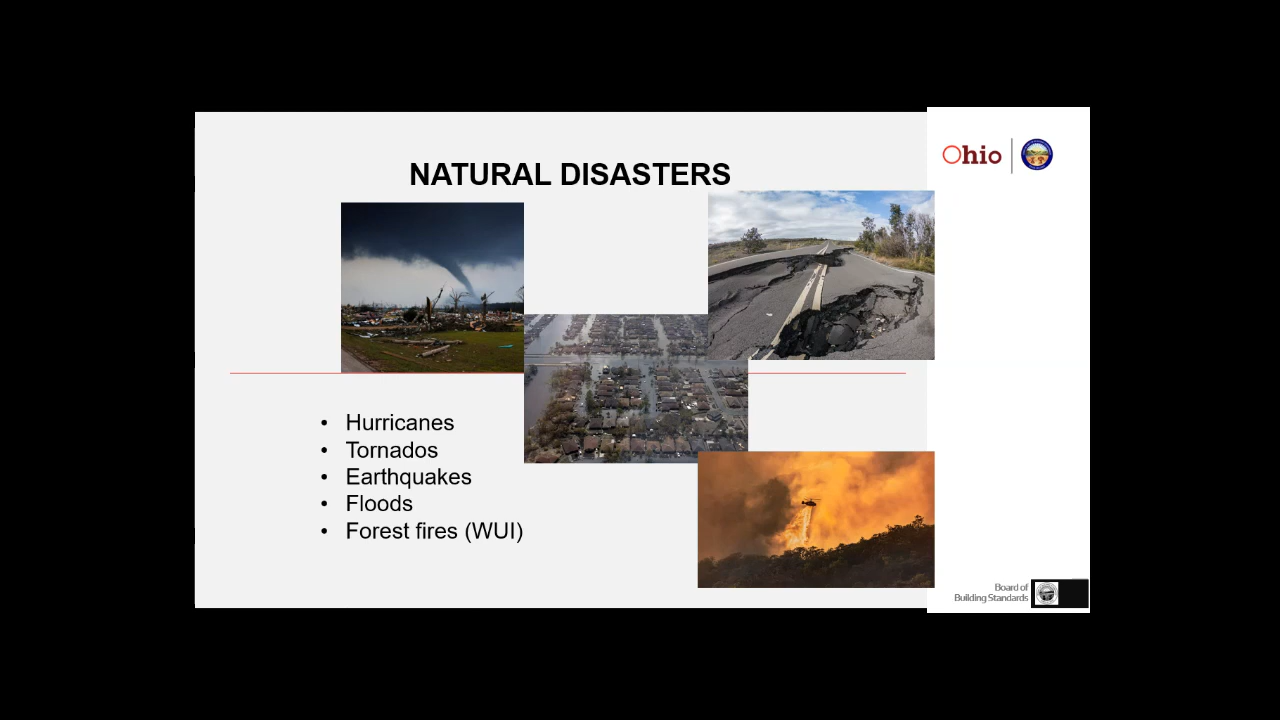 NATURAL DISASTERS
Ohio
• Hurricanes
• Tornados
• Earthquakes
• Floods
• Forest fires (WUI)
Board of
Building Standards